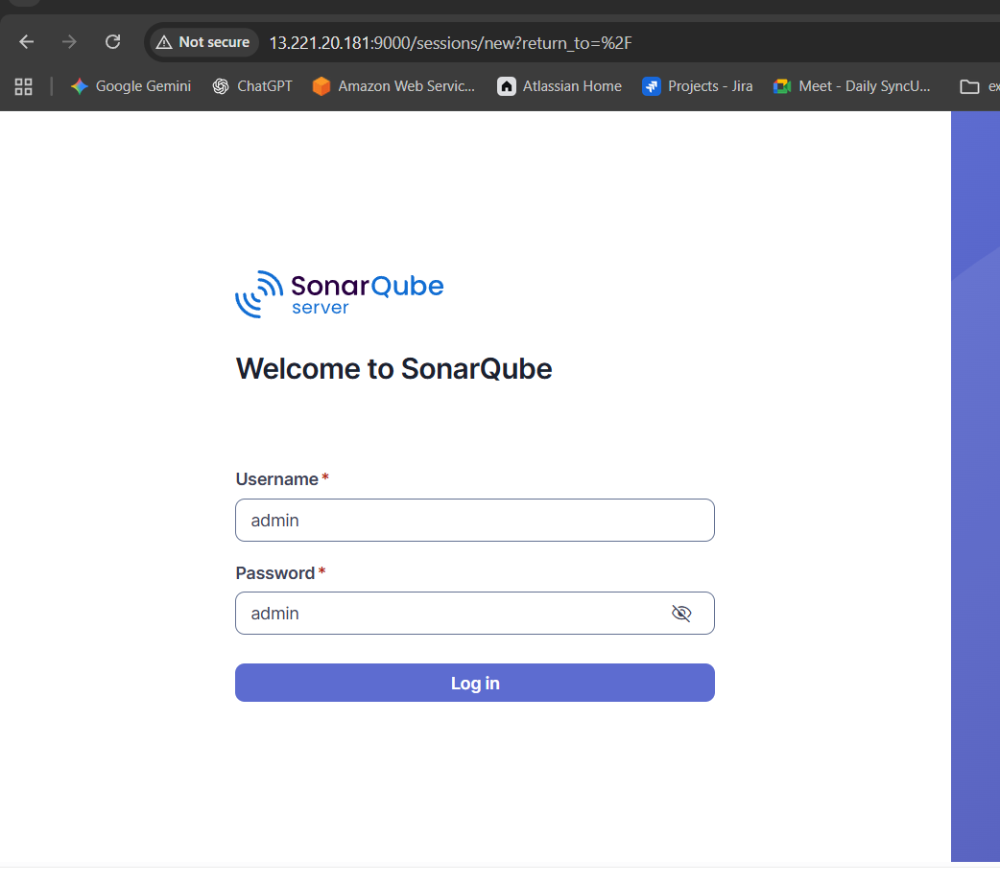 Not secure 13.221.20.181:9000/sessions/new?return_to=%2F
Google Gemini ChatGPT Amazon Web Servic... Atlassian Home Projects - Jira Meet - Daily SyncU... ex
SonarQube
server
Welcome to SonarQube
Username *
admin
Password *
admin
Log in